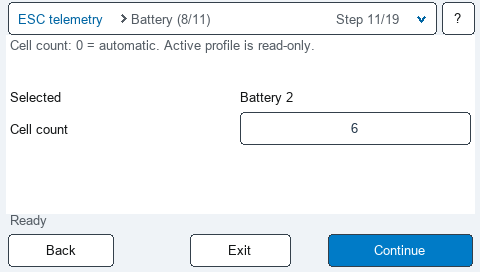 ESC telemetry > Battery (8/11) Step 11/19 ?
Cell count: 0 = automatic. Active profile is read-only.
Selected Battery 2
Cell count 6
Ready
Back Exit Continue